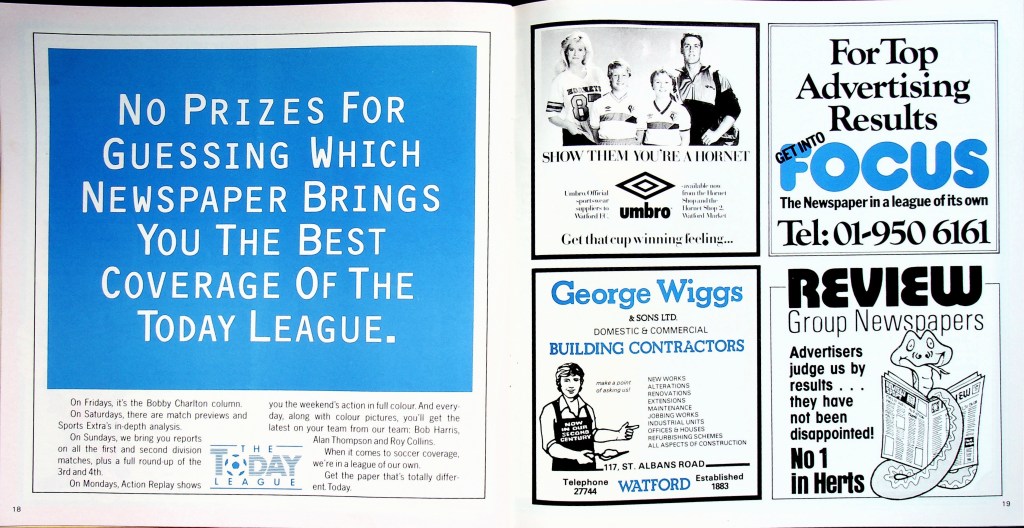 NO PRIZES FOR
GUESSING WHICH
NEWSPAPER BRINGS
YOU THE BEST
COVERAGE OF THE
TODAY LEAGUE.
On Fridays, it's the Bobby Charlton column.
On Saturdays, there are match previews and
Sports Extra's in-depth analysis.
On Sundays, we bring you reports
on all the first and second division
matches, plus a full round-up of the
3rd and 4th.
On Mondays, Action Replay shows
you the weekend's action in full colour. And every-
day, along with colour pictures, you'll get the
latest on your team from our team: Bob Harris,
Alan Thompson and Roy Collins.
When it comes to soccer coverage,
we're in a league of our own.
Get the paper that's totally differ-
ent. Today.
THE
TODAY
LEAGUE
18
HORNETS
8
SHOW THEM YOU'RE A HORNET
Umbro Official
sportswear
suppliers to
Watford FC.
umbro
available now
from the Hornet
Shop and the
Hornet Shop 2,
Watford Market
Get that cup winning feeling...
For Top
Advertising
Results
GET INTO
FOCUS
The Newspaper in a league of its own
Tel: 01-950 6161
George Wiggs
& SONS LTD.
DOMESTIC & COMMERCIAL
BUILDING CONTRACTORS
make a point
of asking us!
NEW WORKS
ALTERATIONS
RENOVATIONS
EXTENSIONS
MAINTENANCE
JOBBING WORKS
INDUSTRIAL UNITS
OFFICES & HOUSES
REFURBISHING SCHEMES
ALL ASPECTS OF CONSTRUCTION
NOW
IN OUR
SECOND
CENTURY
117, ST. ALBANS ROAD
Telephone
27744
WATFORD
Established
1883
REVIEW
Group Newspapers
Advertisers
judge us by
results . . .
they have
not been
disappointed!
No 1
in Herts
19